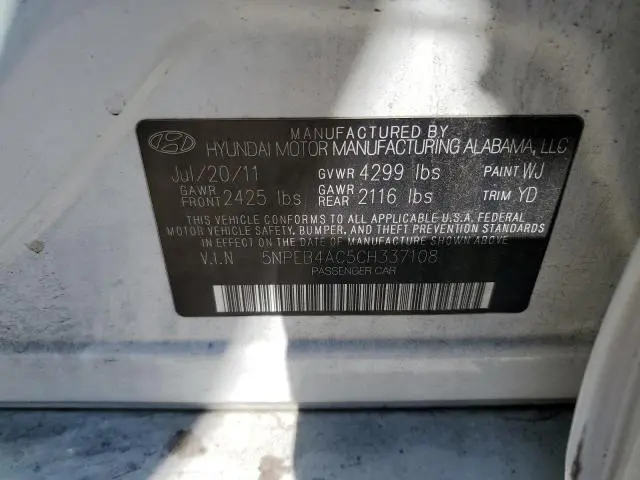 MANUFACTURED BY
HYUNDAI MOTOR MANUFACTURING ALABAMA, LLC
Jul/20/11 GVWR 4299 lbs PAINT WJ
GAWR FRONT 2425 lbs GAWR REAR 2116 lbs TRIM YD
THIS VEHICLE CONFORMS TO ALL APPLICABLE U.S.A. FEDERAL
MOTOR VEHICLE SAFETY, BUMPER, AND THEFT PREVENTION STANDARDS
IN EFFECT ON THE DATE OF MANUFACTURE SHOWN ABOVE.
V.I.N 5NPEB4AC5CH337108
PASSENGER CAR